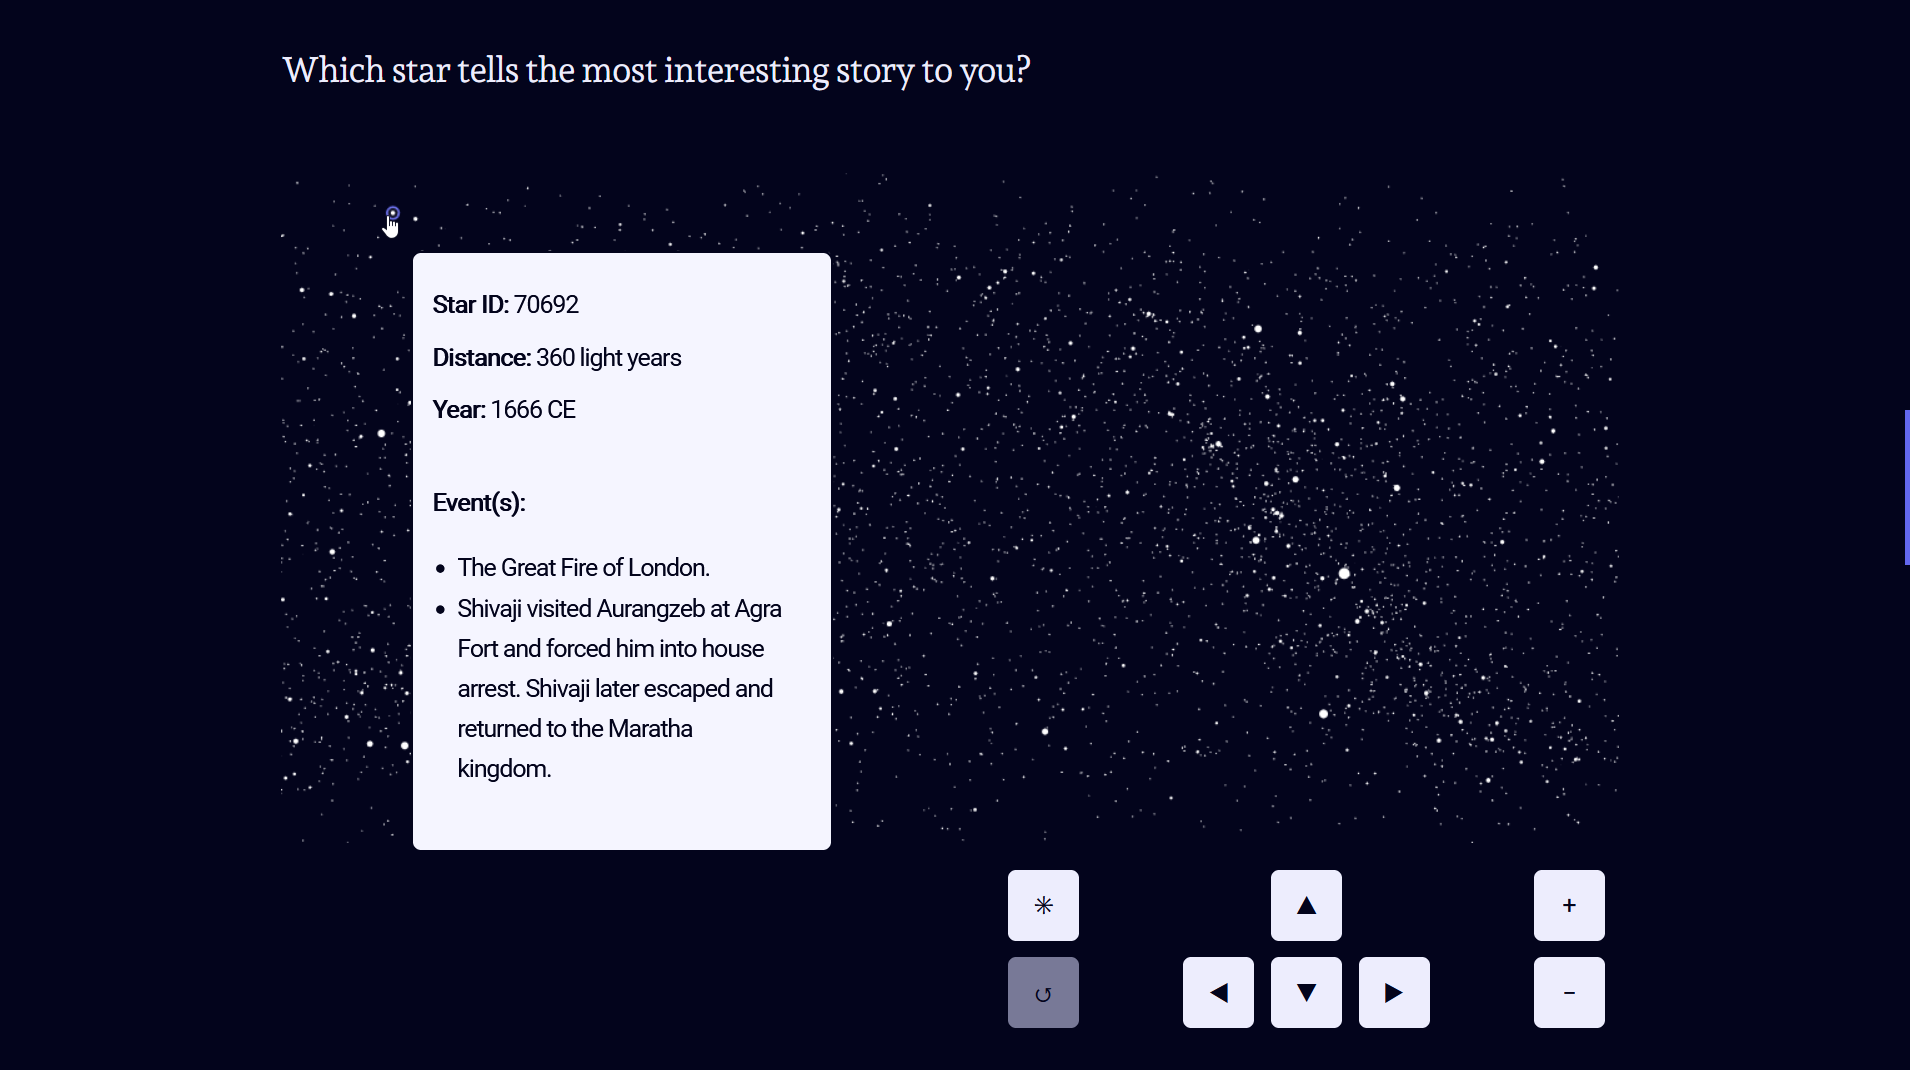 Which star tells the most interesting story to you?
Star ID: 70692
Distance: 360 light years
Year: 1666 CE
Event(s):
• The Great Fire of London.
• Shivaji visited Aurangzeb at Agra
Fort and forced him into house
arrest. Shivaji later escaped and
returned to the Maratha
kingdom.